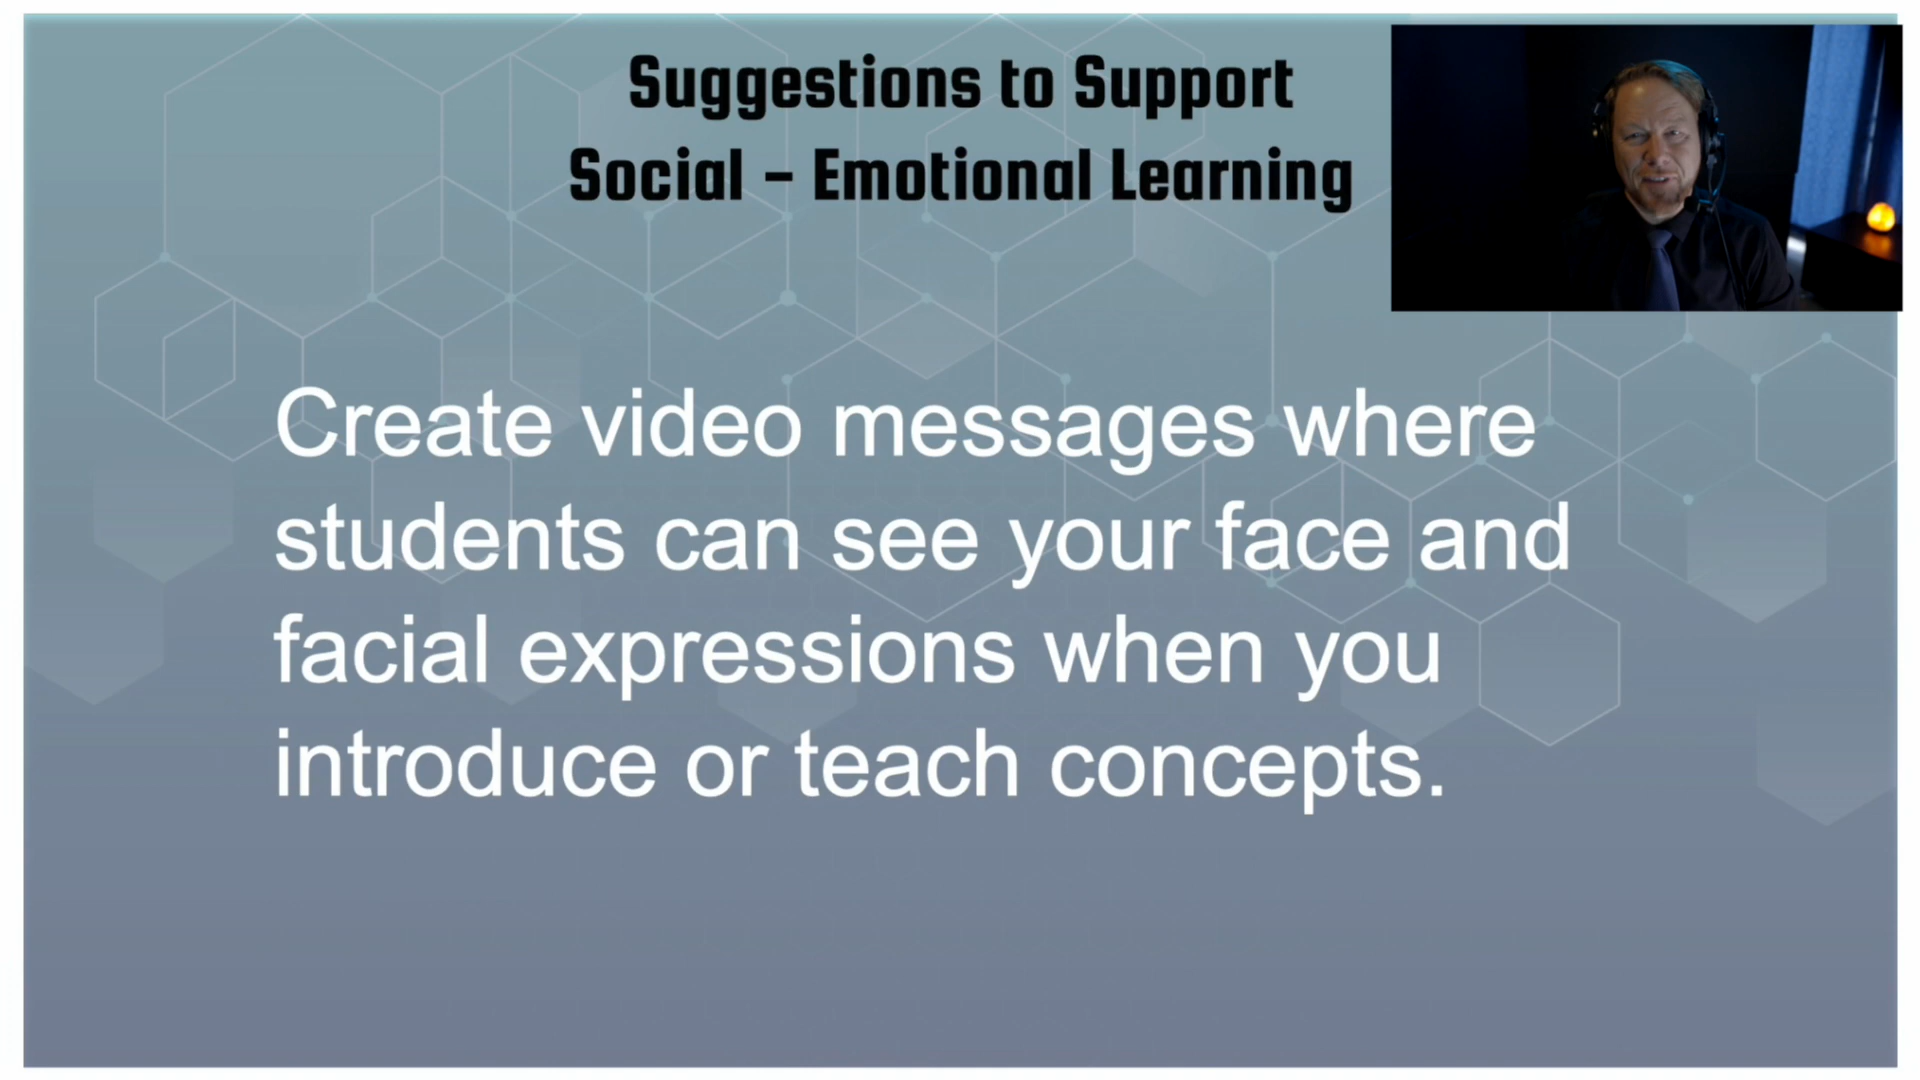 Suggestions to Support
Social – Emotional Learning
Create video messages where
students can see your face and
facial expressions when you
introduce or teach concepts.